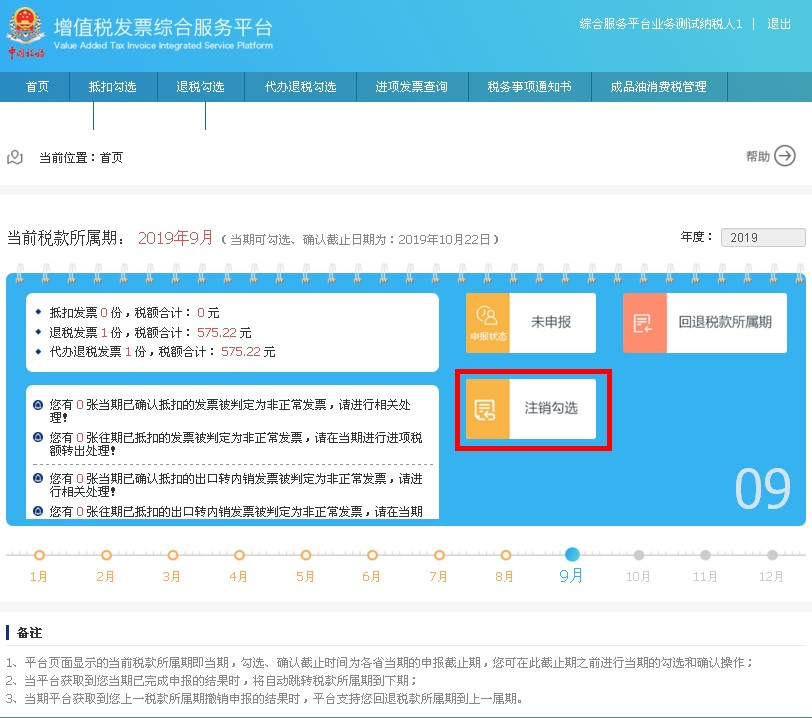 增值税发票综合服务平台
Value Added Tax Invoice Integrated Service Platform
中国税务
综合服务平台业务测试纳税人1 | 退出
首页 抵扣勾选 退税勾选 代办退税勾选 进项发票查询 税务事项通知书 成品油消费税管理
当前位置：首页
帮助
当前税款所属期： 2019年9月 （当期可勾选、确认截止日期为：2019年10月22日）
年度： 2019
抵扣发票 0 份，税额合计： 0 元
退税发票 1 份，税额合计： 575.22 元
代办退税发票 1 份，税额合计： 575.22 元
申报状态
未申报
回退税款所属期
注销勾选
您有 0 张当期已确认抵扣的发票被判定为非正常发票，请进行相关处
理！
您有 0 张往期已抵扣的发票被判定为非正常发票，请在当期进行进项税
额转出处理！
您有 0 张当期已确认抵扣的出口转内销发票被判定为非正常发票，请进
行相关处理！
您有 0 张往期已抵扣的出口转内销发票被判定为非正常发票，请在当期
09
1月 2月 3月 4月 5月 6月 7月 8月 9月 10月 11月 12月
备注
1、平台页面显示的当前税款所属期即当期，勾选、确认截止时间为各省当期的申报截止期，您可在此截止期之前进行当期的勾选和确认操作；
2、当平台获取到您当期已完成申报的结果时，将自动跳转税款所属期到下期；
3、当期平台获取到您上一税款所属期撤销申报的结果时，平台支持您回退税款所属期到上一属期。